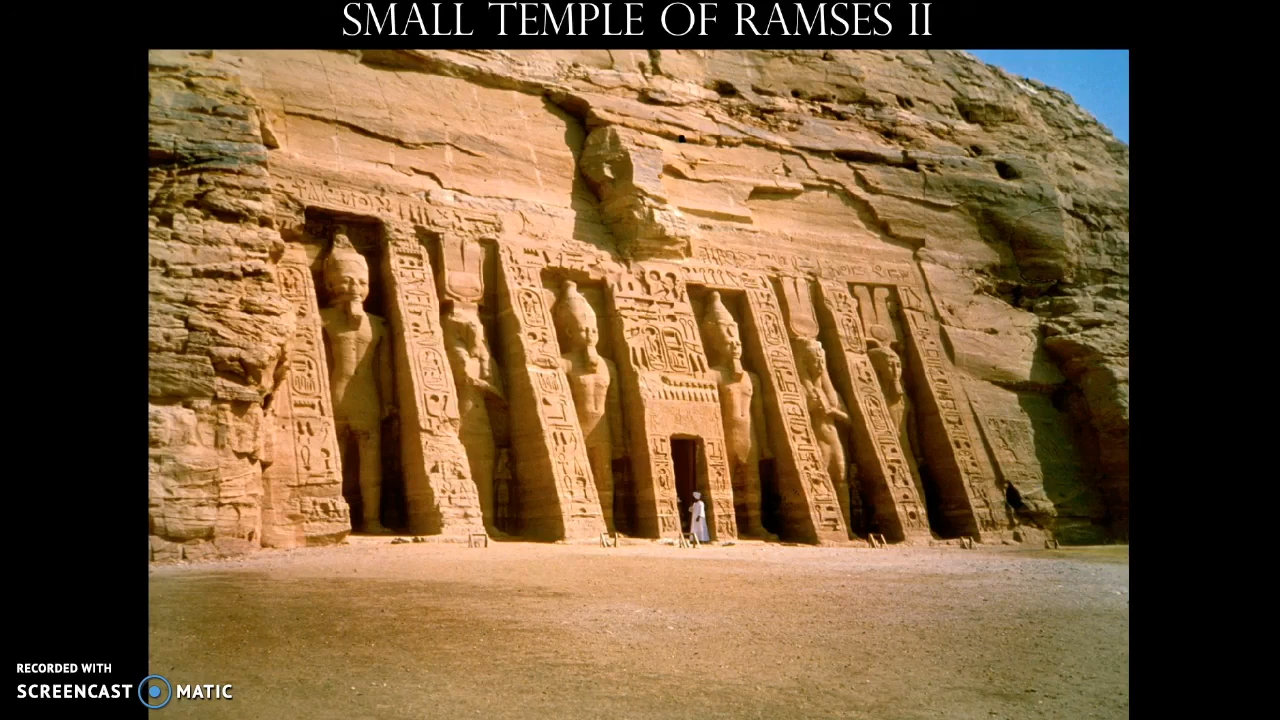 SMALL TEMPLE OF RAMSES II
RECORDED WITH
SCREENCAST MATIC